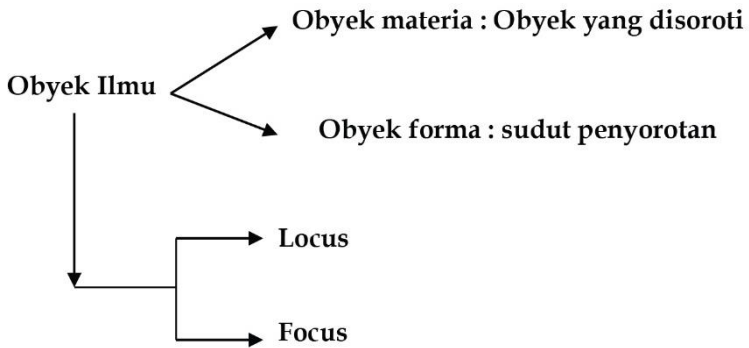 Obyek materia : Obyek yang disoroti
Obyek Ilmu
Obyek forma : sudut penyorotan
Locus
Focus